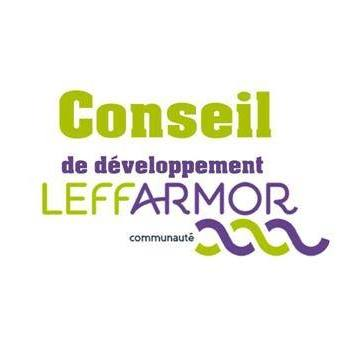 Conseil
de développement
LEFFARMOR
communauté